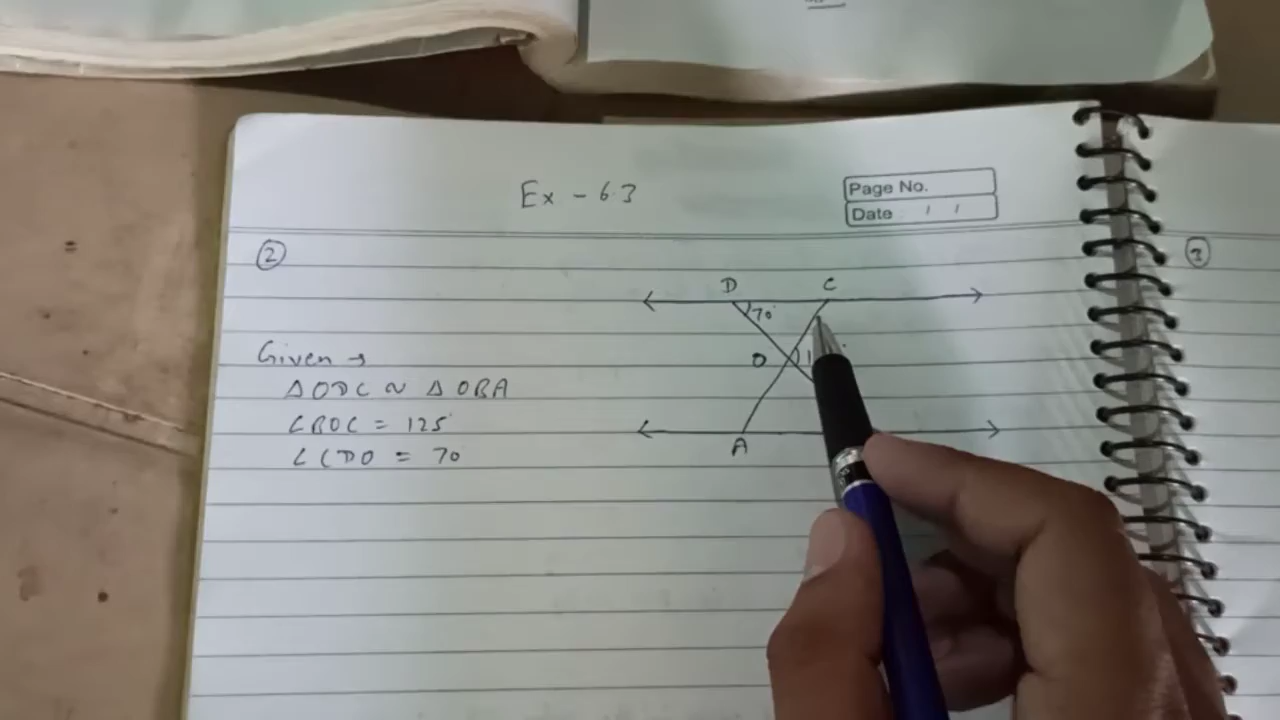 Ex - 6.3
Page No.
Date / /
2
D C
70°
O
A
Given →
△ODC ~ △OBA
∠BOC = 125°
∠CDO = 70